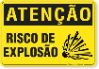 ATENÇÃO
RISCO DE
EXPLOSÃO